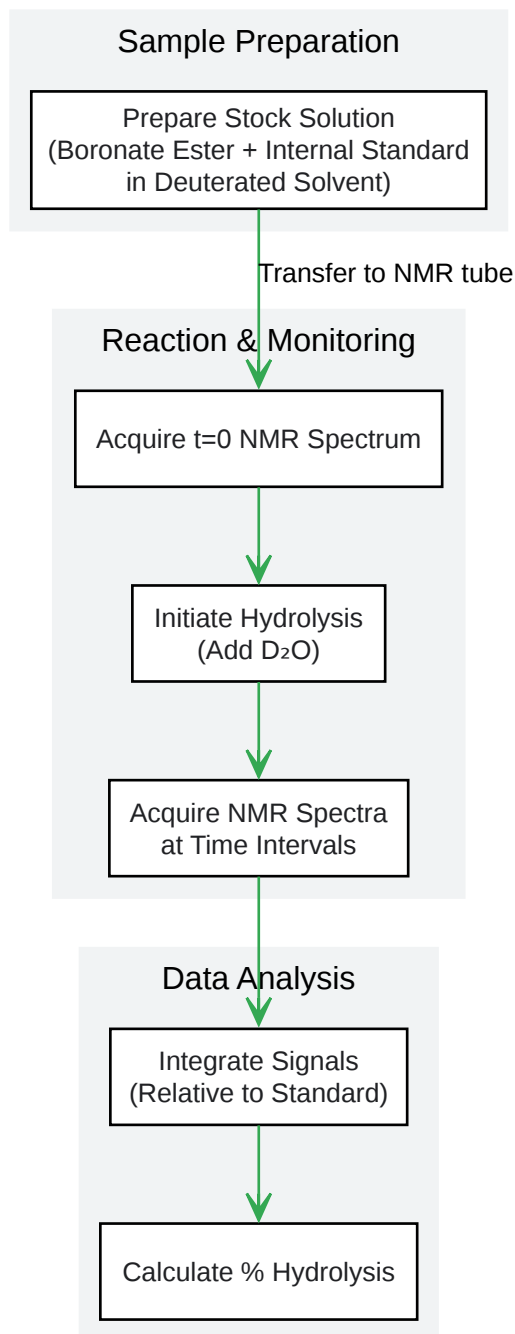 Sample Preparation
Prepare Stock Solution
(Boronate Ester + Internal Standard
in Deuterated Solvent)
Transfer to NMR tube
Reaction & Monitoring
Acquire t=0 NMR Spectrum
Initiate Hydrolysis
(Add D₂O)
Acquire NMR Spectra
at Time Intervals
Data Analysis
Integrate Signals
(Relative to Standard)
Calculate % Hydrolysis